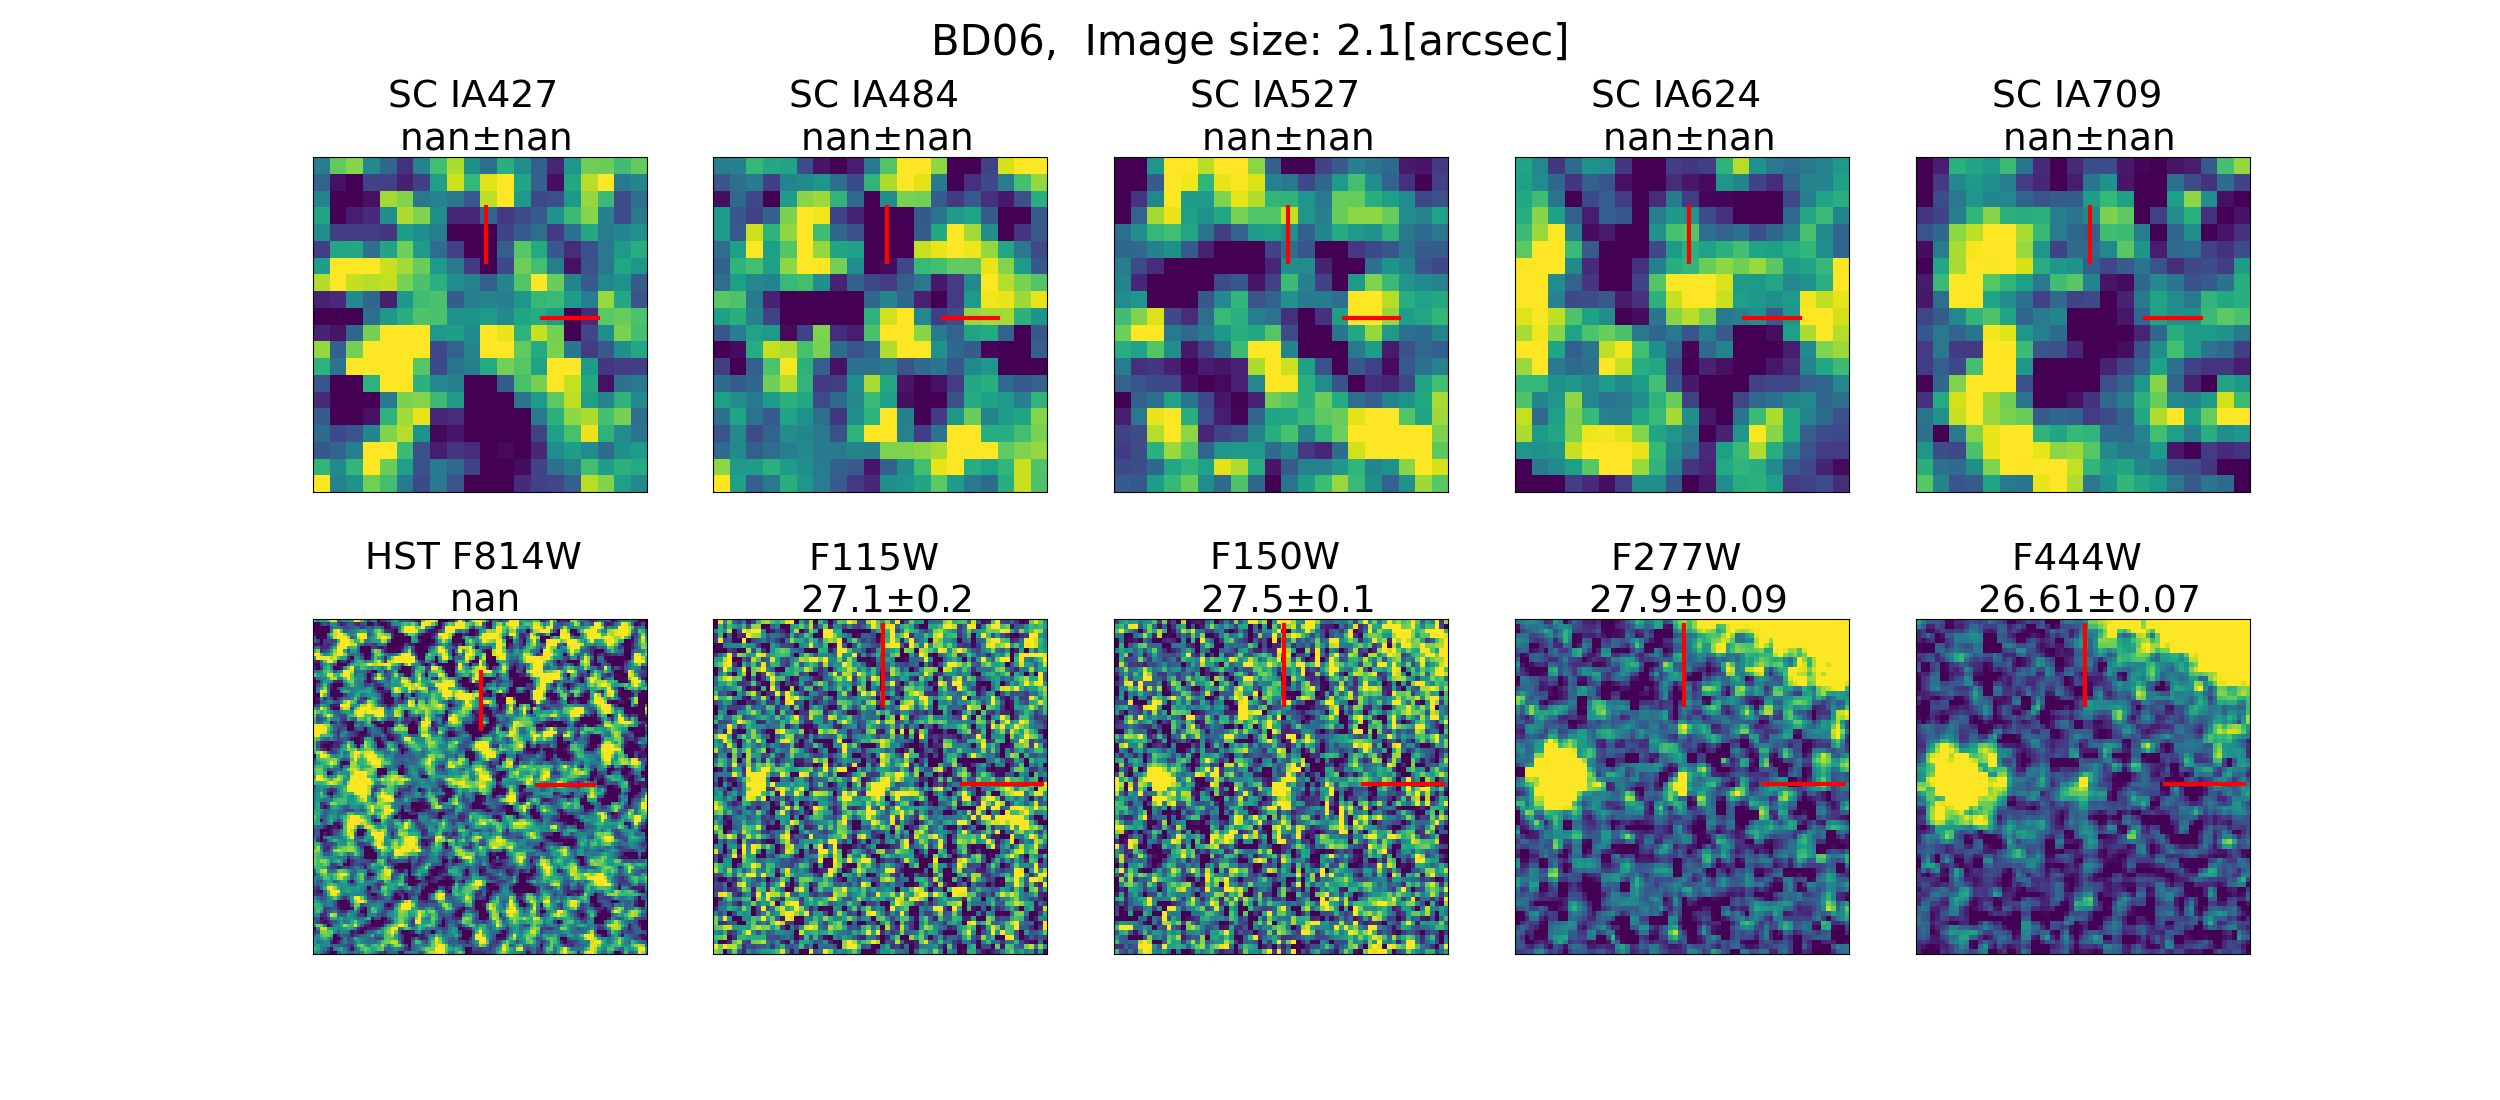 BD06,  Image size: 2.1[arcsec]
SC IA427
nan±nan
SC IA484
nan±nan
SC IA527
nan±nan
SC IA624
nan±nan
SC IA709
nan±nan
HST F814W
nan
F115W
27.1±0.2
F150W
27.5±0.1
F277W
27.9±0.09
F444W
26.61±0.07